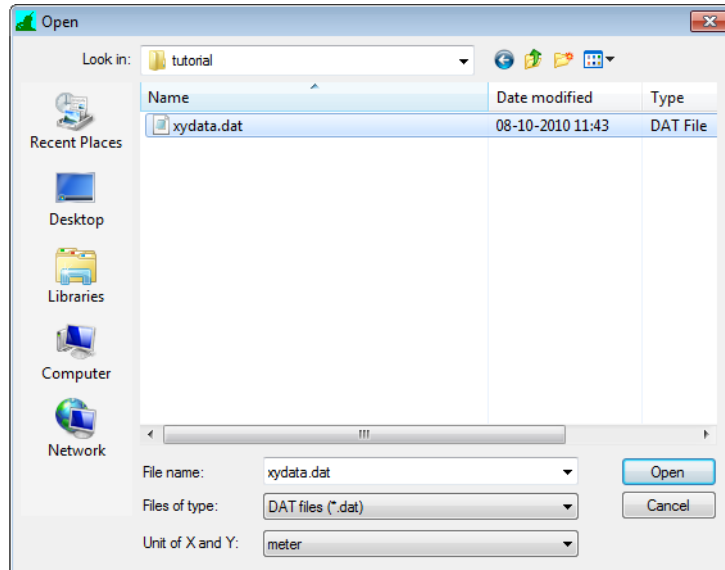 Open
Look in: tutorial
Name Date modified Type
xydata.dat 08-10-2010 11:43 DAT File
Recent Places
Desktop
Libraries
Computer
Network
File name: xydata.dat Open
Files of type: DAT files (*.dat) Cancel
Unit of X and Y: meter